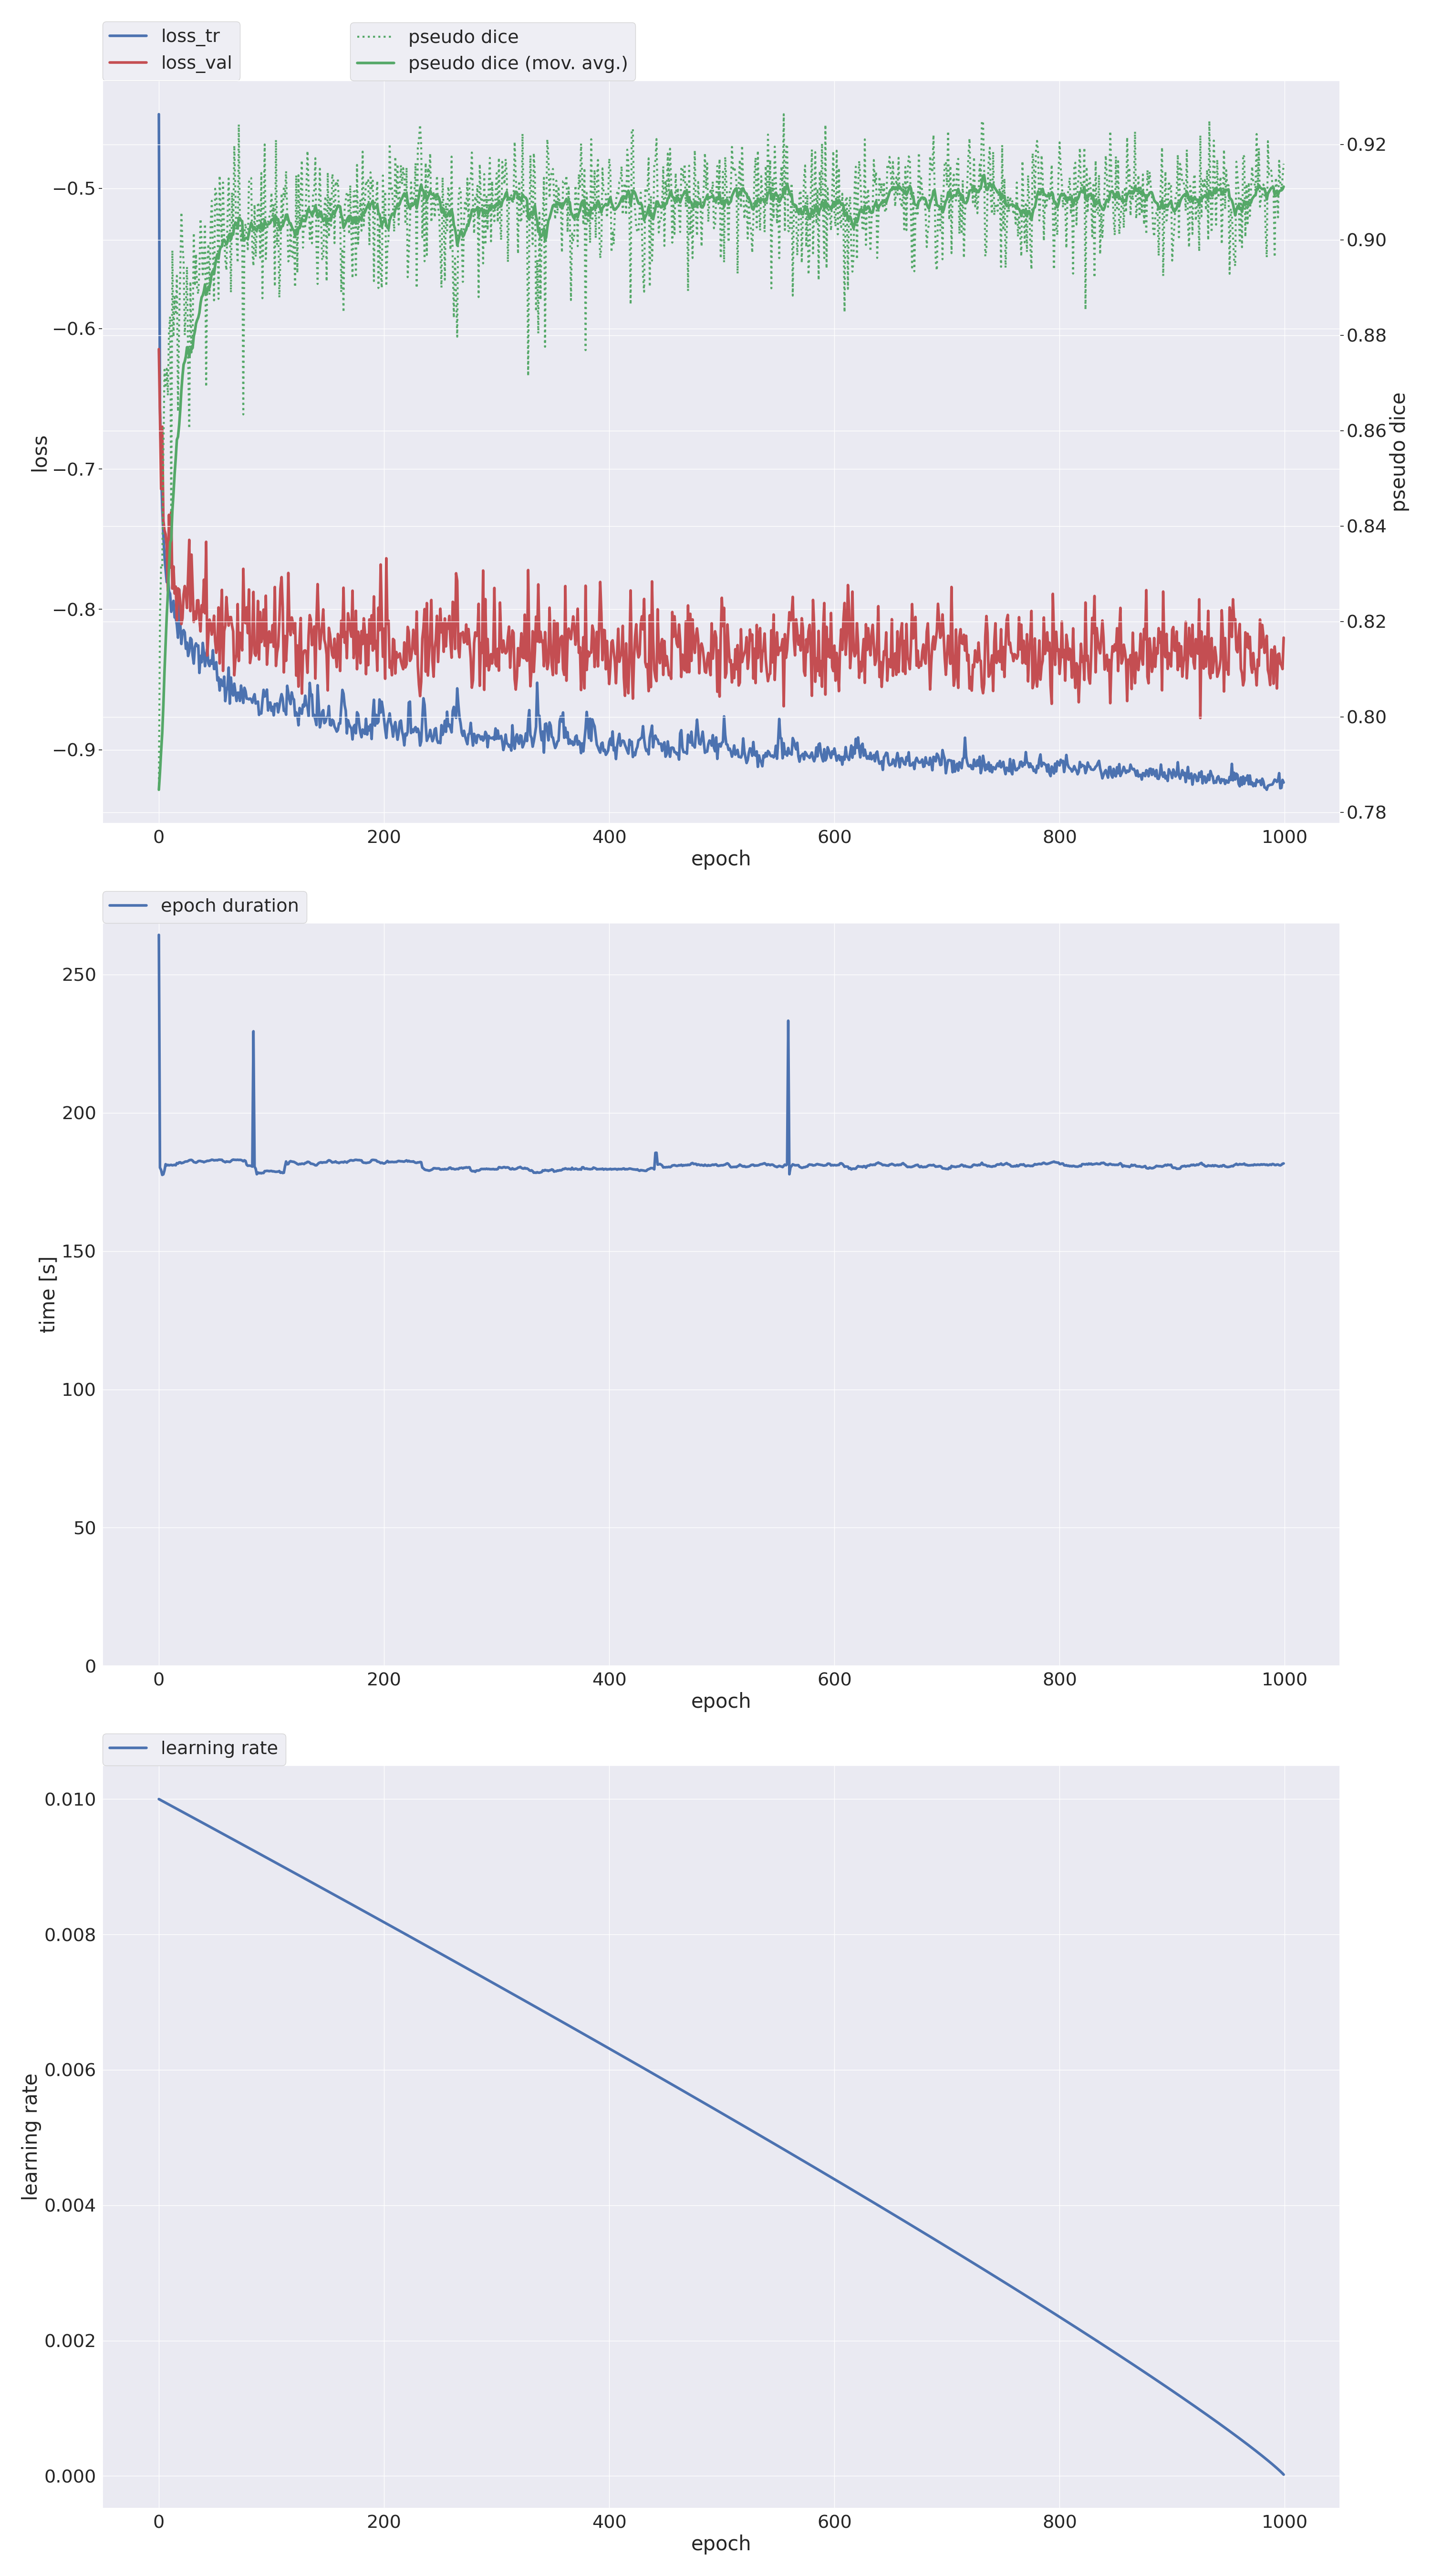 loss_tr
loss_val
pseudo dice
pseudo dice (mov. avg.)
−0.5
−0.6
−0.7
−0.8
−0.9
loss
0.92
0.90
0.88
0.86
0.84
0.82
0.80
0.78
pseudo dice
0 200 400 600 800 1000
epoch
epoch duration
250
200
150
100
50
0
time [s]
0 200 400 600 800 1000
epoch
learning rate
0.010
0.008
0.006
0.004
0.002
0.000
learning rate
0 200 400 600 800 1000
epoch